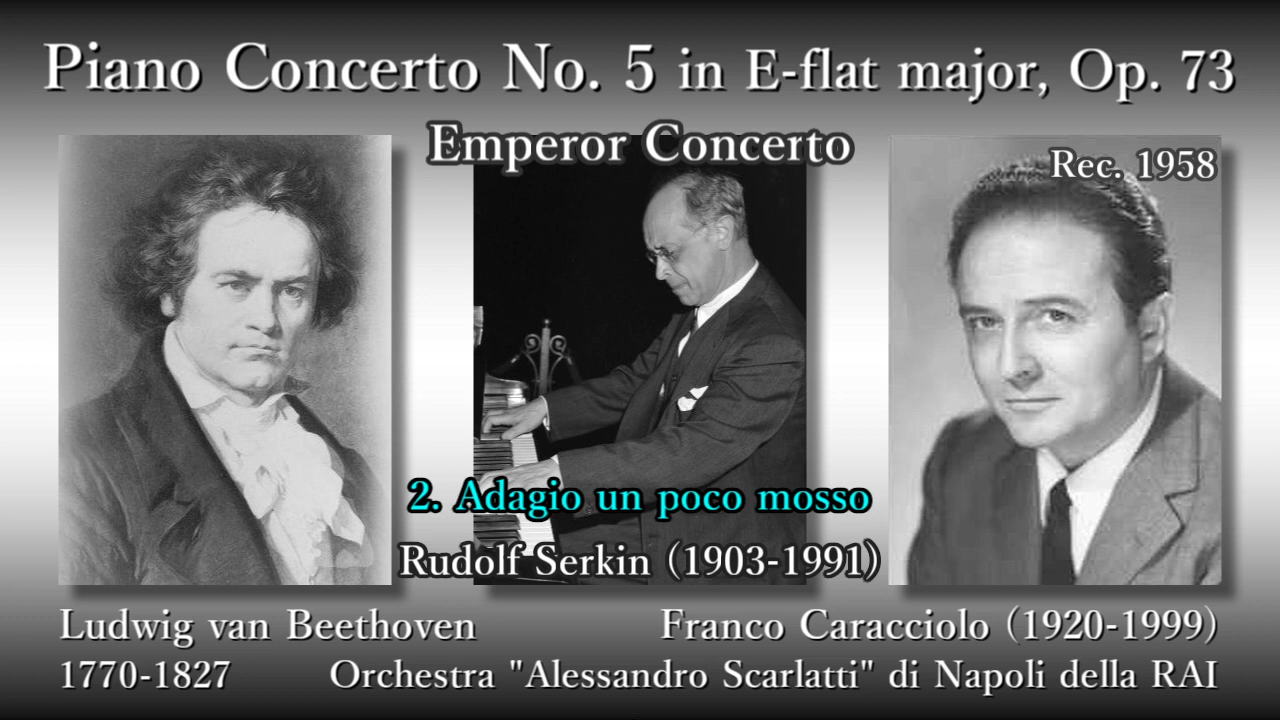 Piano Concerto No. 5 in E-flat major, Op. 73
Emperor Concerto
Rec. 1958
2. Adagio un poco mosso
Rudolf Serkin (1903-1991)
Ludwig van Beethoven
1770-1827
Franco Caracciolo (1920-1999)
Orchestra "Alessandro Scarlatti" di Napoli della RAI